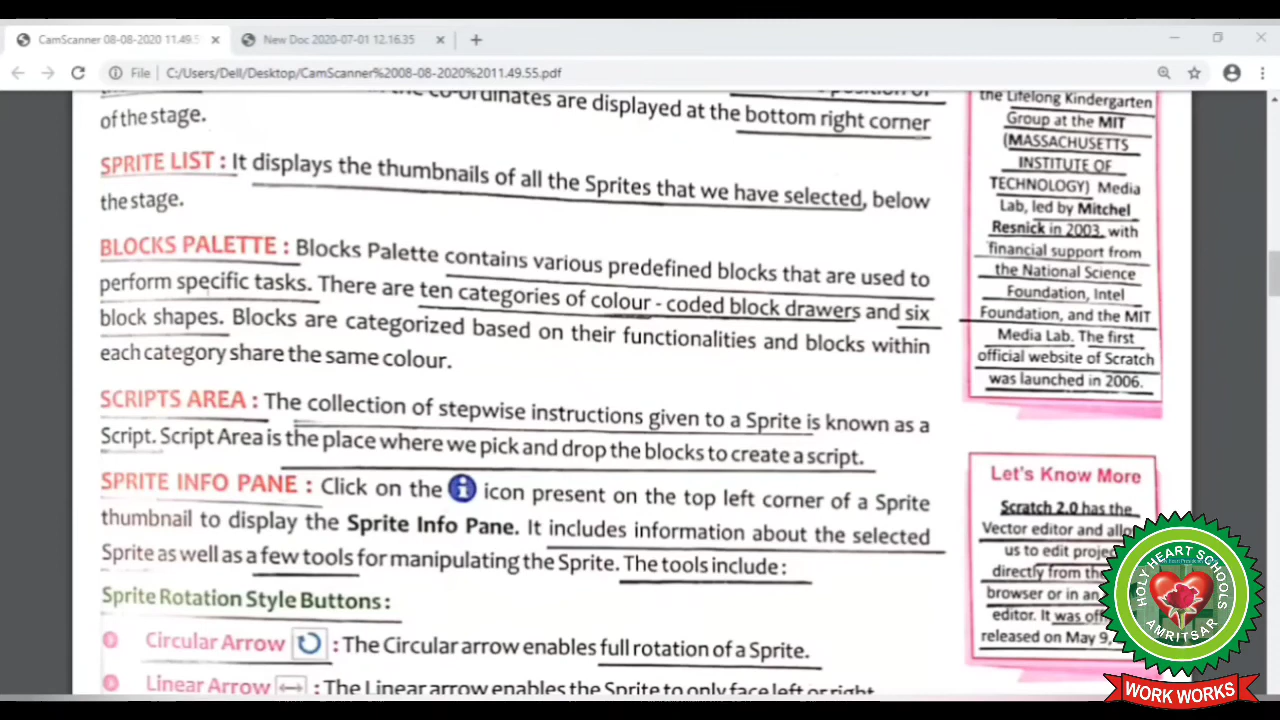 CamScanner 08-08-2020 11.49.5
New Doc 2020-07-01 12.16.35
File C:/Users/Dell/Desktop/CamScanner%2008-08-2020%2011.49.55.pdf
co-ordinates are displayed at the bottom right corner
of the stage.
SPRITE LIST : It displays the thumbnails of all the Sprites that we have selected, below
the stage.
BLOCKS PALETTE : Blocks Palette contains various predefined blocks that are used to
perform specific tasks. There are ten categories of colour - coded block drawers and six
block shapes. Blocks are categorized based on their functionalities and blocks within
each category share the same colour.
SCRIPTS AREA : The collection of stepwise instructions given to a Sprite is known as a
Script. Script Area is the place where we pick and drop the blocks to create a script.
SPRITE INFO PANE : Click on the i icon present on the top left corner of a Sprite
thumbnail to display the Sprite Info Pane. It includes information about the selected
Sprite as well as a few tools for manipulating the Sprite. The tools include :
Sprite Rotation Style Buttons :
Circular Arrow : The Circular arrow enables full rotation of a Sprite.
Linear Arrow : The Linear arrow enables the Sprite to only face left or right
the Lifelong Kindergarten
Group at the MIT
(MASSACHUSETTS
INSTITUTE OF
TECHNOLOGY) Media
Lab, led by Mitchel
Resnick in 2003, with
financial support from
the National Science
Foundation, Intel
Foundation, and the MIT
Media Lab. The first
official website of Scratch
was launched in 2006.
Let's Know More
Scratch 2.0 has the
Vector editor and allo
us to edit proje
directly from the
browser or in an
editor. It was off
released on May 9,
HOLY HEART SCHOOLS
AMRITSAR
WORK WORKS